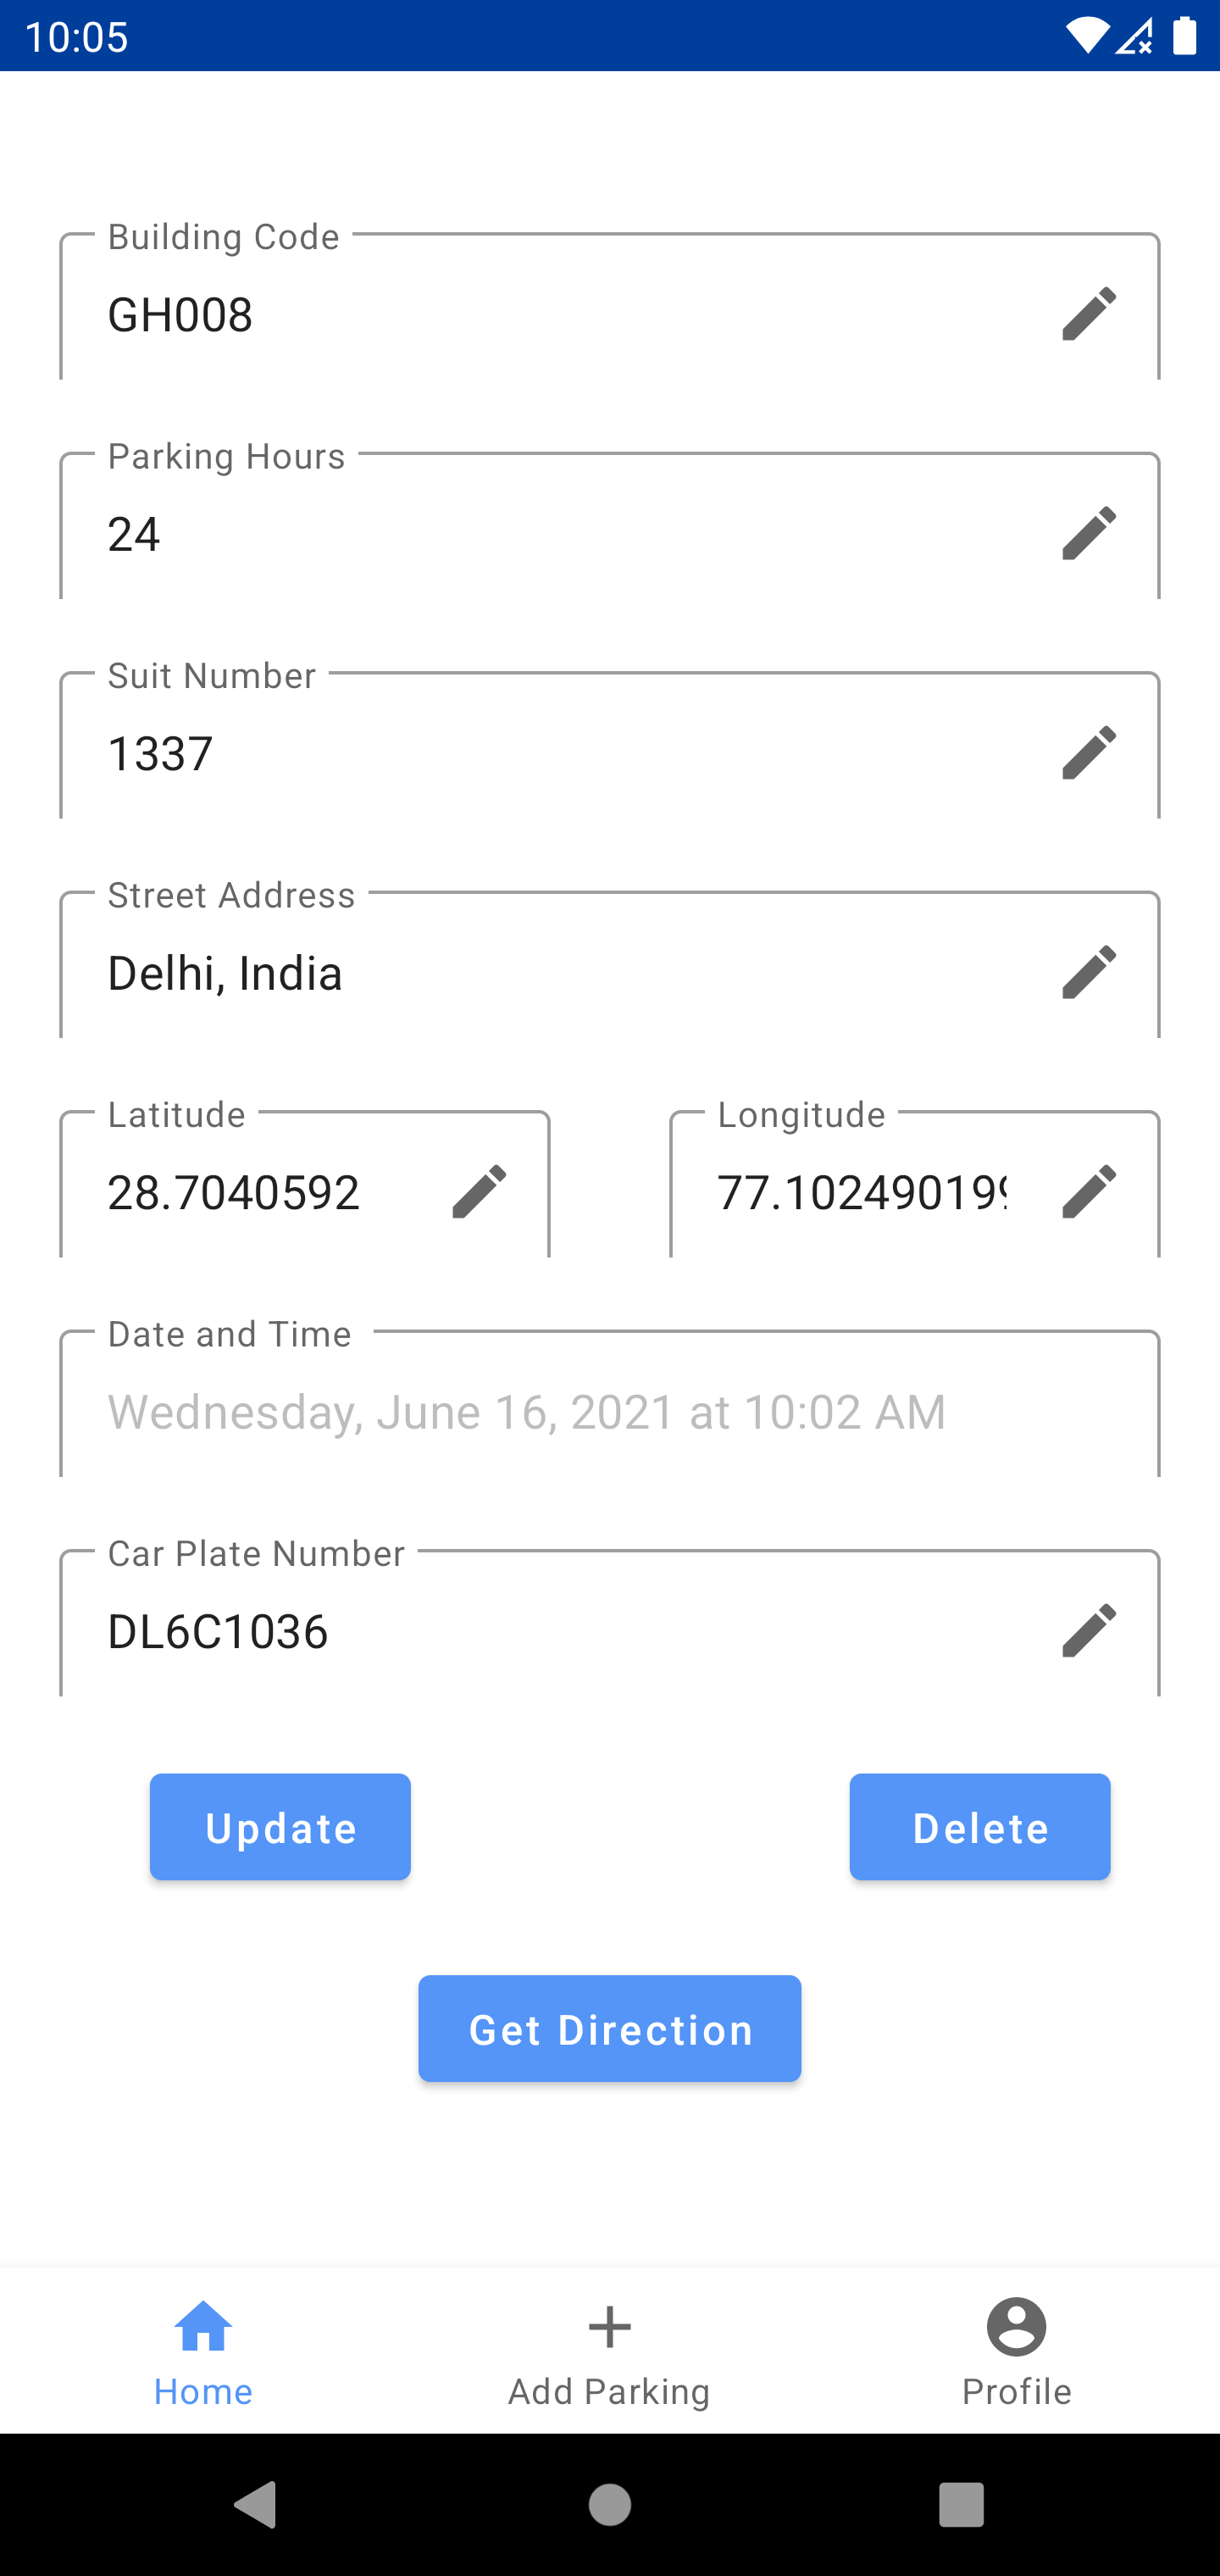 10:05
Building Code
GH008
Parking Hours
24
Suit Number
1337
Street Address
Delhi, India
Latitude
Longitude
28.7040592
77.10249019
Date and Time
Wednesday, June 16, 2021 at 10:02 AM
Car Plate Number
DL6C1036
Update
Delete
Get Direction
Home
Add Parking
Profile